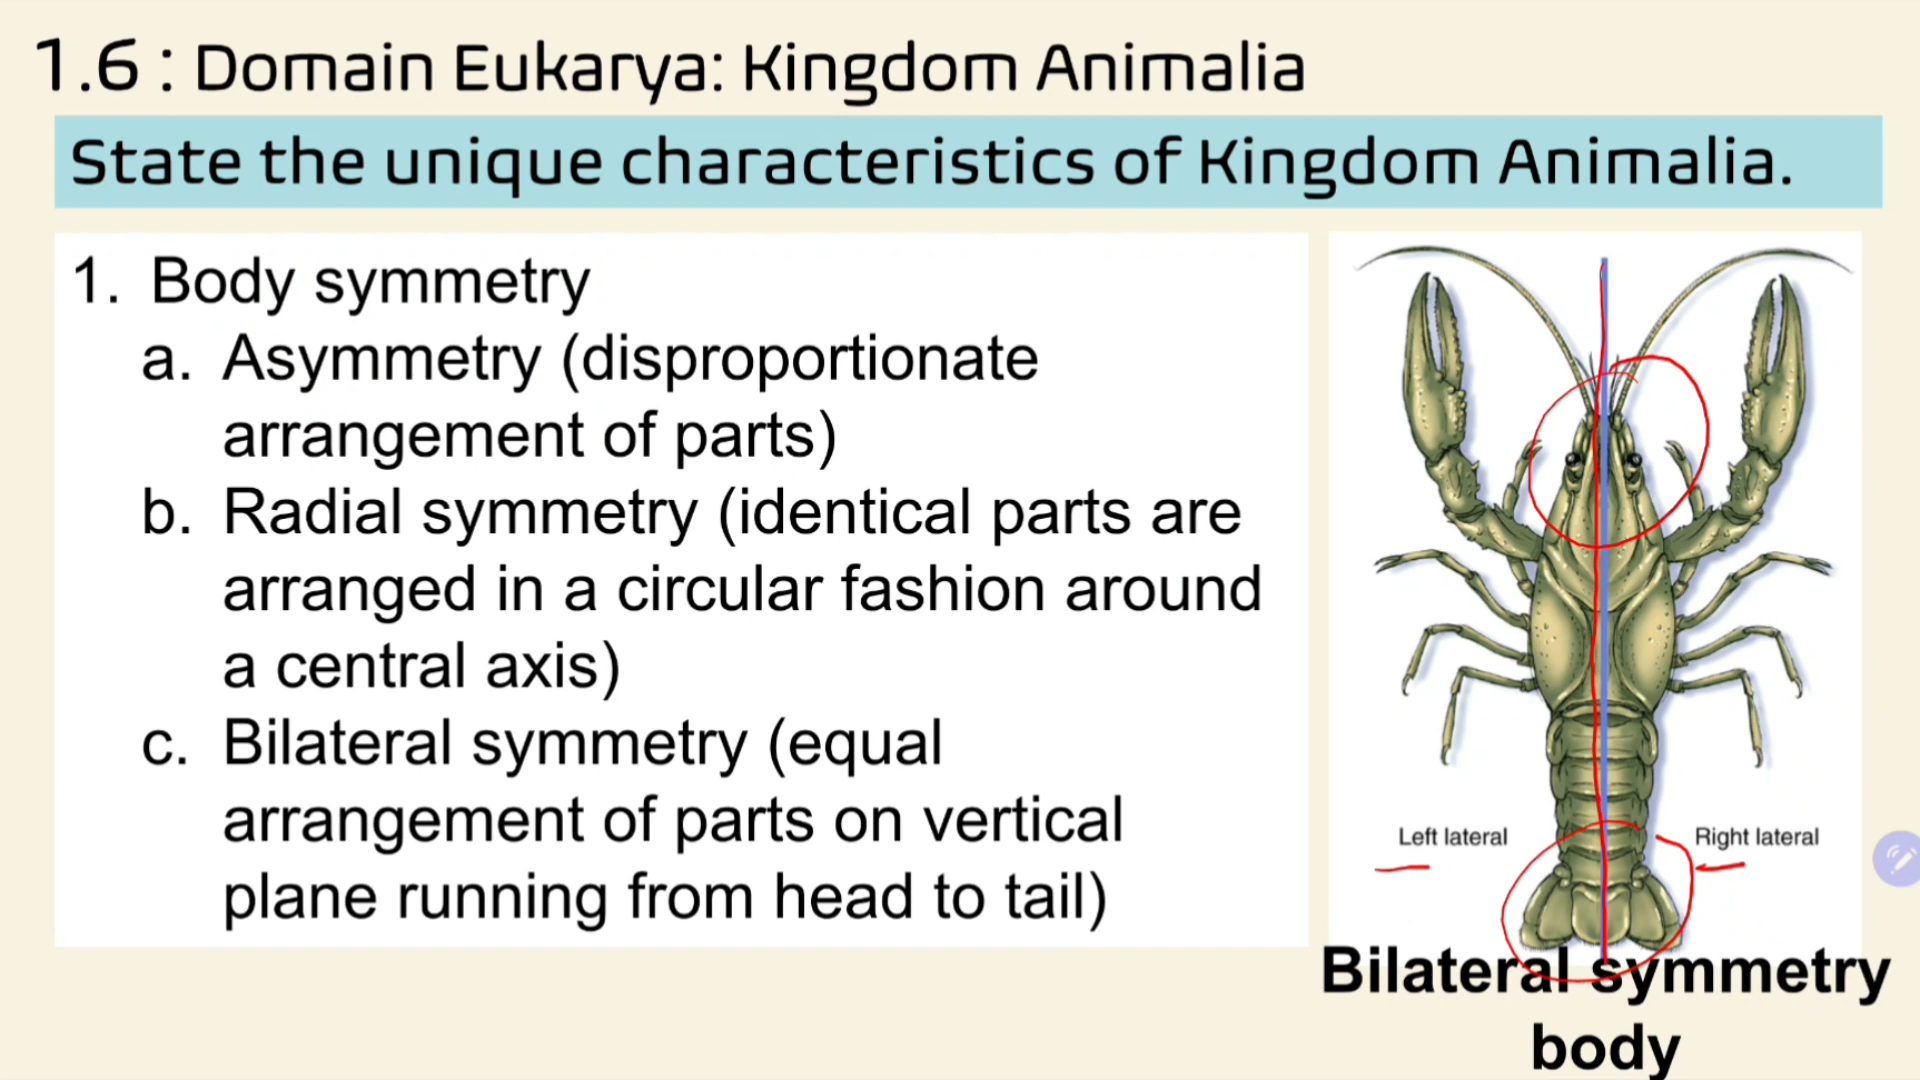 1.6 : Domain Eukarya: Kingdom Animalia
State the unique characteristics of Kingdom Animalia.
1. Body symmetry
a. Asymmetry (disproportionate
arrangement of parts)
b. Radial symmetry (identical parts are
arranged in a circular fashion around
a central axis)
c. Bilateral symmetry (equal
arrangement of parts on vertical
plane running from head to tail)
Left lateral
Right lateral
Bilateral symmetry
body